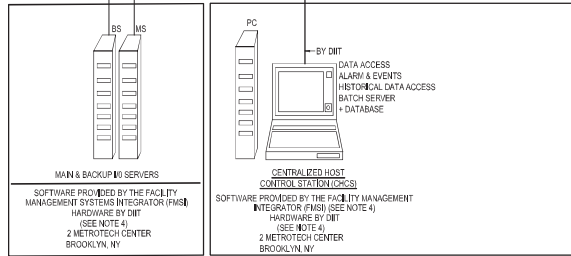 BS MS
MAIN & BACKUP I/0 SERVERS
SOFTWARE PROVIDED BY THE FACILITY
MANAGEMENT SYSTEMS INTEGRATOR (FMSI)
HARDWARE BY DIIT
(SEE NOTE 4)
2 METROTECH CENTER
BROOKLYN, NY
PC
BY DIIT
DATA ACCESS
ALARM & EVENTS
HISTORICAL DATA ACCESS
BATCH SERVER
+ DATABASE
CENTRALIZED HOST
CONTROL STATION (CHCS)
SOFTWARE PROVIDED BY THE FACILITY MANAGEMENT
INTEGRATOR (FMSI) (SEE NOTE 4)
HARDWARE BY DIIT
(SEE NOTE 4)
2 METROTECH CENTER
BROOKLYN, NY